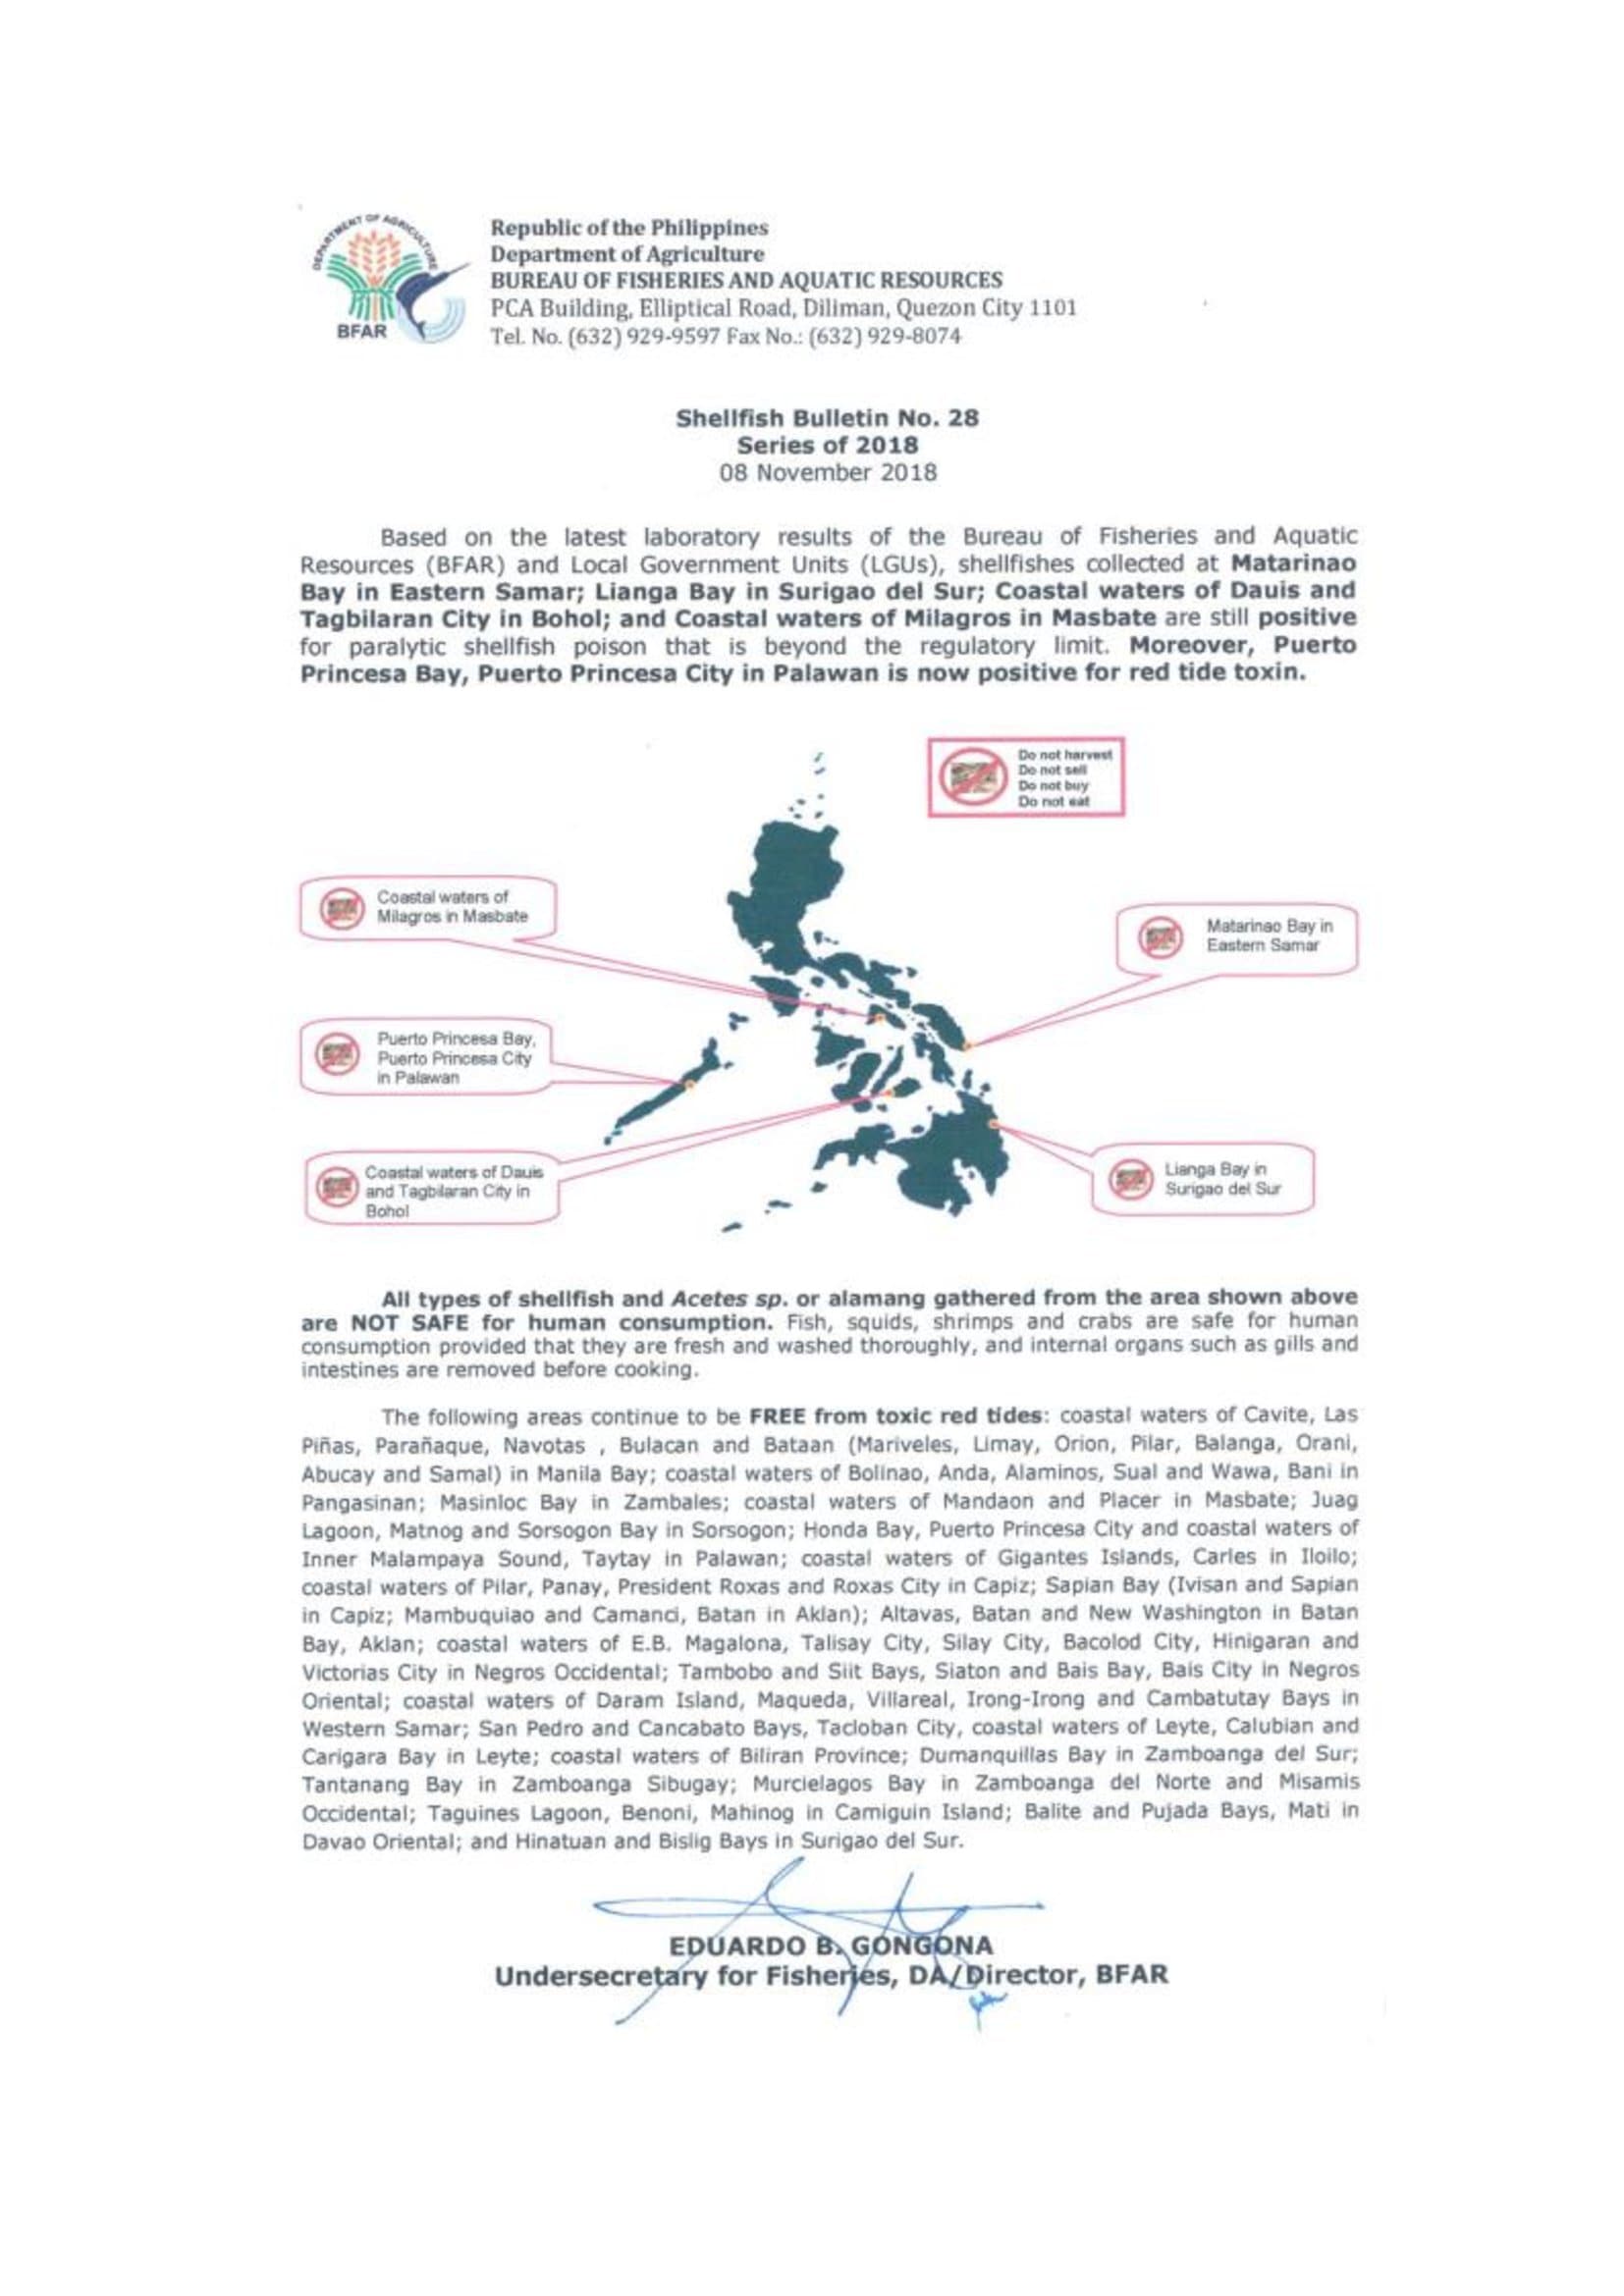 DEPARTMENT OF AGRICULTURE
BFAR
Republic of the Philippines
Department of Agriculture
BUREAU OF FISHERIES AND AQUATIC RESOURCES
PCA Building, Elliptical Road, Diliman, Quezon City 1101
Tel. No. (632) 929-9597 Fax No.: (632) 929-8074
Shellfish Bulletin No. 28
Series of 2018
08 November 2018
Based on the latest laboratory results of the Bureau of Fisheries and Aquatic
Resources (BFAR) and Local Government Units (LGUs), shellfishes collected at Matarinao
Bay in Eastern Samar; Lianga Bay in Surigao del Sur; Coastal waters of Dauis and
Tagbilaran City in Bohol; and Coastal waters of Milagros in Masbate are still positive
for paralytic shellfish poison that is beyond the regulatory limit. Moreover, Puerto
Princesa Bay, Puerto Princesa City in Palawan is now positive for red tide toxin.
Do not harvest
Do not sell
Do not buy
Do not eat
Coastal waters of
Milagros in Masbate
Matarinao Bay in
Eastern Samar
Puerto Princesa Bay,
Puerto Princesa City
in Palawan
Coastal waters of Dauis
and Tagbilaran City in
Bohol
Lianga Bay in
Surigao del Sur
All types of shellfish and Acetes sp. or alamang gathered from the area shown above
are NOT SAFE for human consumption. Fish, squids, shrimps and crabs are safe for human
consumption provided that they are fresh and washed thoroughly, and internal organs such as gills and
intestines are removed before cooking.
The following areas continue to be FREE from toxic red tides: coastal waters of Cavite, Las
Piñas, Parañaque, Navotas , Bulacan and Bataan (Mariveles, Limay, Orion, Pilar, Balanga, Orani,
Abucay and Samal) in Manila Bay; coastal waters of Bolinao, Anda, Alaminos, Sual and Wawa, Bani in
Pangasinan; Masinloc Bay in Zambales; coastal waters of Mandaon and Placer in Masbate; Juag
Lagoon, Matnog and Sorsogon Bay in Sorsogon; Honda Bay, Puerto Princesa City and coastal waters of
Inner Malampaya Sound, Taytay in Palawan; coastal waters of Gigantes Islands, Carles in Iloilo;
coastal waters of Pilar, Panay, President Roxas and Roxas City in Capiz; Sapian Bay (Ivisan and Sapian
in Capiz; Mambuquiao and Camanci, Batan in Aklan); Altavas, Batan and New Washington in Batan
Bay, Aklan; coastal waters of E.B. Magalona, Talisay City, Silay City, Bacolod City, Hinigaran and
Victorias City in Negros Occidental; Tambobo and Siit Bays, Siaton and Bais Bay, Bais City in Negros
Oriental; coastal waters of Daram Island, Maqueda, Villareal, Irong-Irong and Cambatutay Bays in
Western Samar; San Pedro and Cancabato Bays, Tacloban City, coastal waters of Leyte, Calubian and
Carigara Bay in Leyte; coastal waters of Biliran Province; Dumanquillas Bay in Zamboanga del Sur;
Tantanang Bay in Zamboanga Sibugay; Murcielagos Bay in Zamboanga del Norte and Misamis
Occidental; Taguines Lagoon, Benoni, Mahinog in Camiguin Island; Balite and Pujada Bays, Mati in
Davao Oriental; and Hinatuan and Bislig Bays in Surigao del Sur.
EDUARDO B. GONGONA
Undersecretary for Fisheries, DA/Director, BFAR